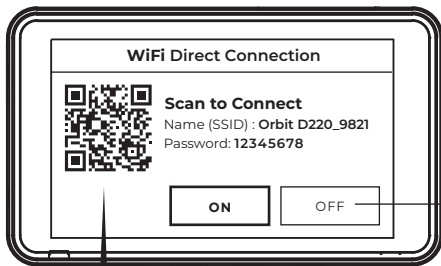 WiFi Direct Connection
Scan to Connect
Name (SSID) : Orbit D220_9821
Password: 12345678
ON
OFF